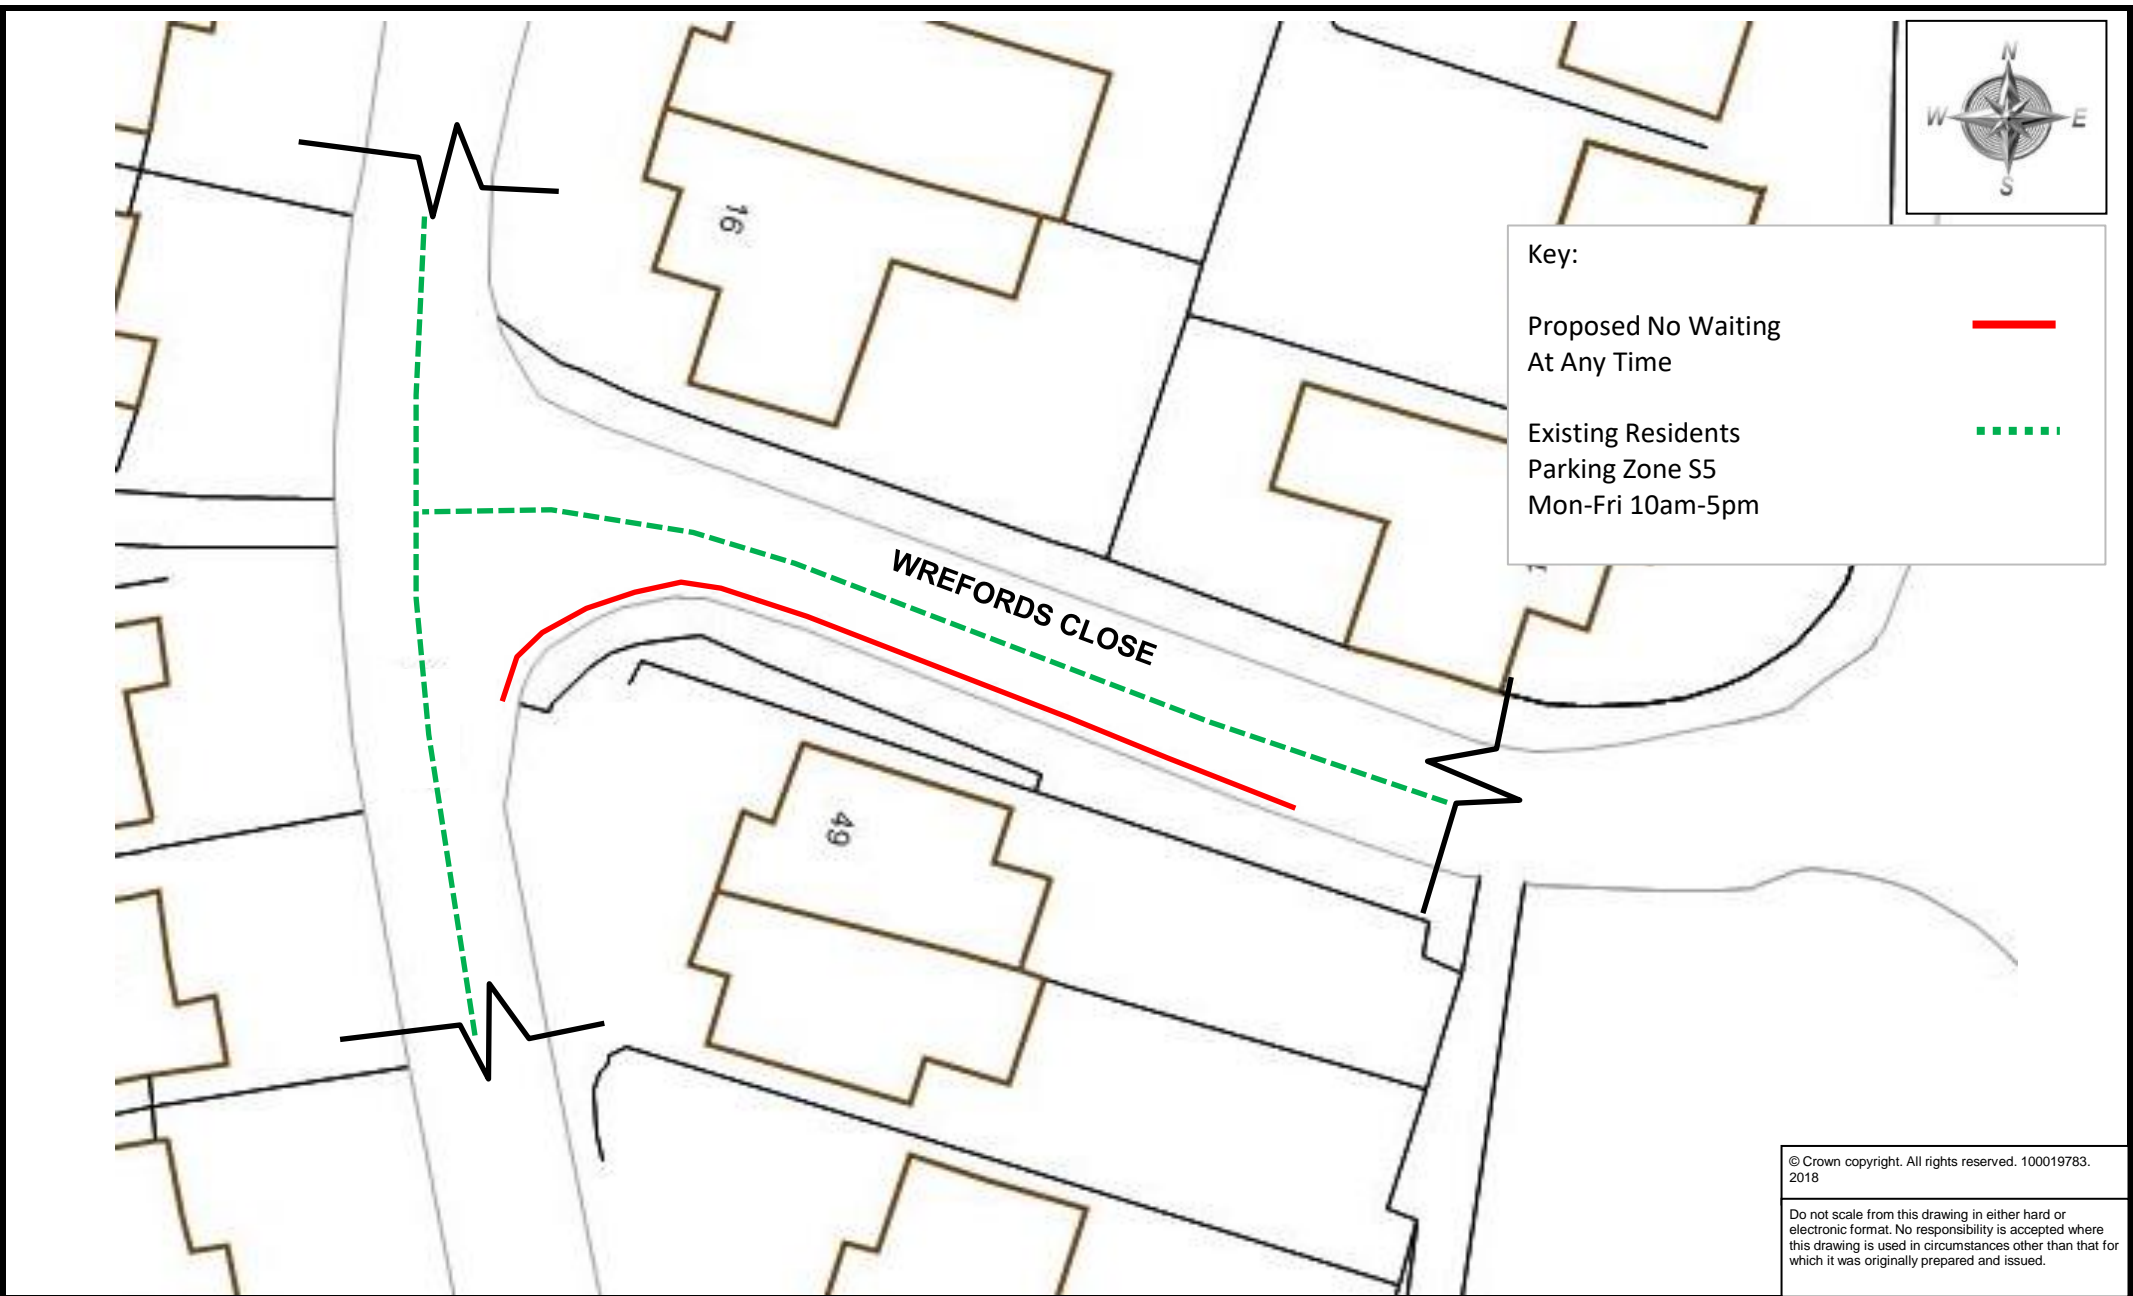 N
W
E
S
16
Key:
Proposed No Waiting
At Any Time
Existing Residents
Parking Zone S5
Mon-Fri 10am-5pm
WREFORDS CLOSE
49
© Crown copyright. All rights reserved. 100019783.
2018
Do not scale from this drawing in either hard or
electronic format. No responsibility is accepted where
this drawing is used in circumstances other than that for
which it was originally prepared and issued.